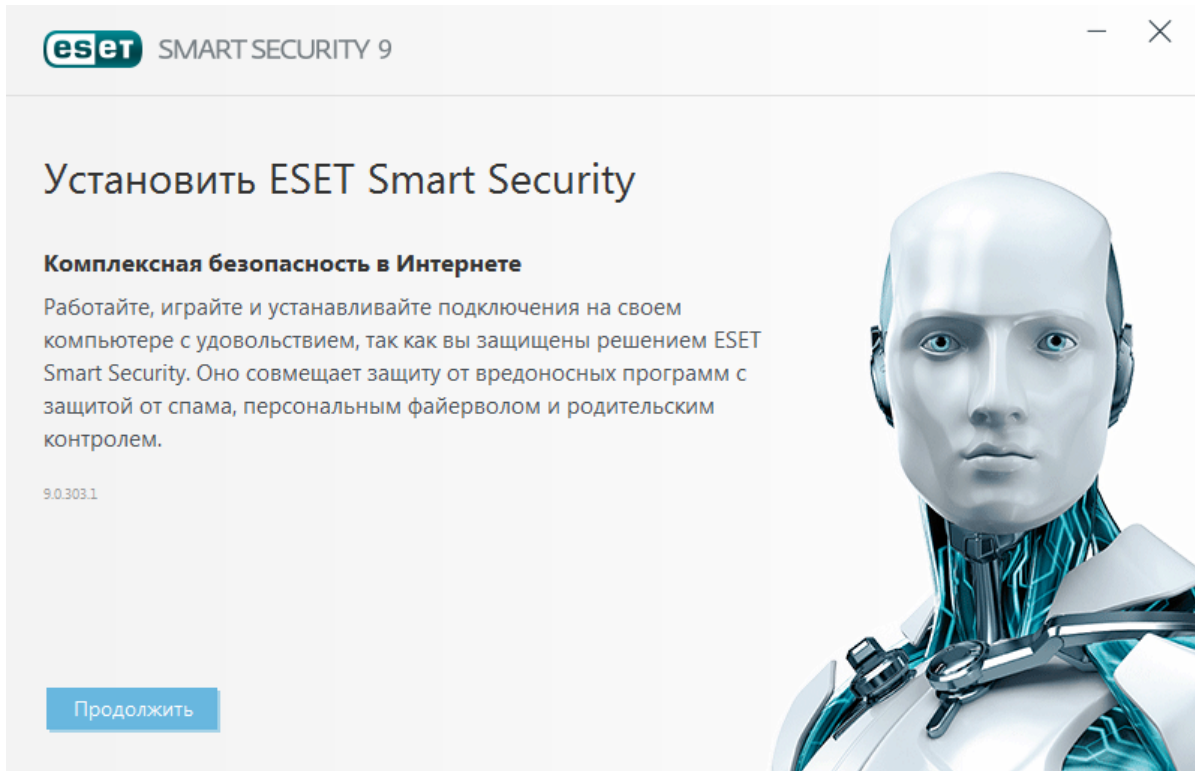 eset SMART SECURITY 9
Установить ESET Smart Security
Комплексная безопасность в Интернете
Работайте, играйте и устанавливайте подключения на своем
компьютере с удовольствием, так как вы защищены решением ESET
Smart Security. Оно совмещает защиту от вредоносных программ с
защитой от спама, персональным файерволом и родительским
контролем.
9.0.303.1
Продолжить